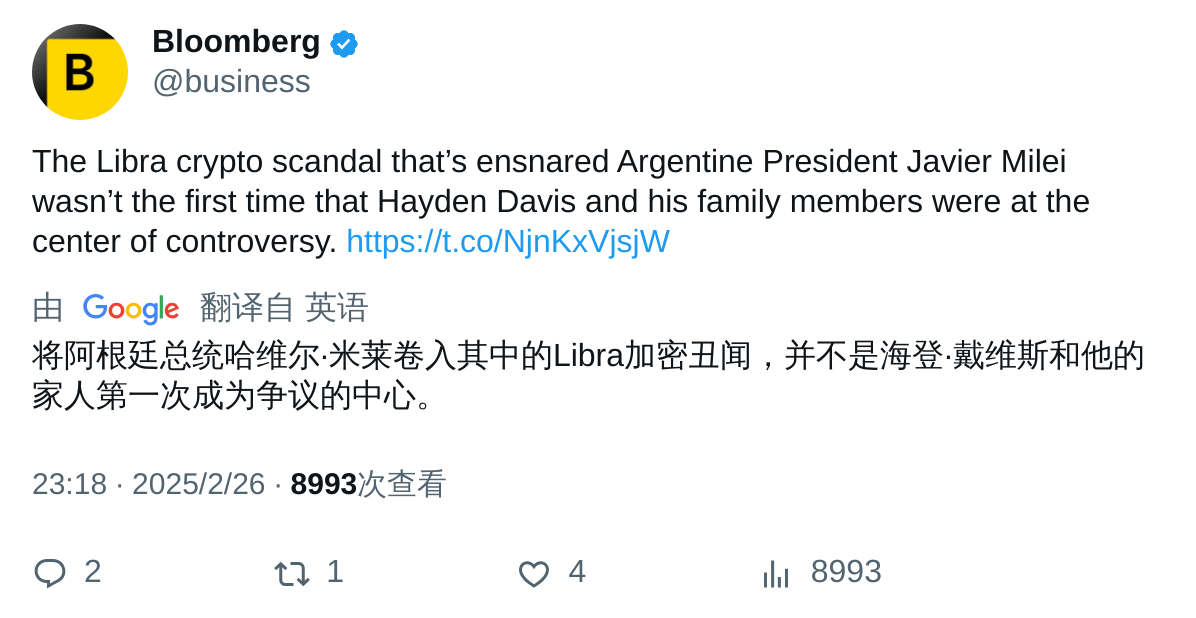 B
Bloomberg
@business
The Libra crypto scandal that’s ensnared Argentine President Javier Milei
wasn’t the first time that Hayden Davis and his family members were at the
center of controversy. https://t.co/NjnKxVjsjW
由 Google 翻译自 英语
将阿根廷总统哈维尔·米莱卷入其中的Libra加密丑闻，并不是海登·戴维斯和他的
家人第一次成为争议的中心。
23:18 · 2025/2/26 · 8993次查看
2 1 4 8993